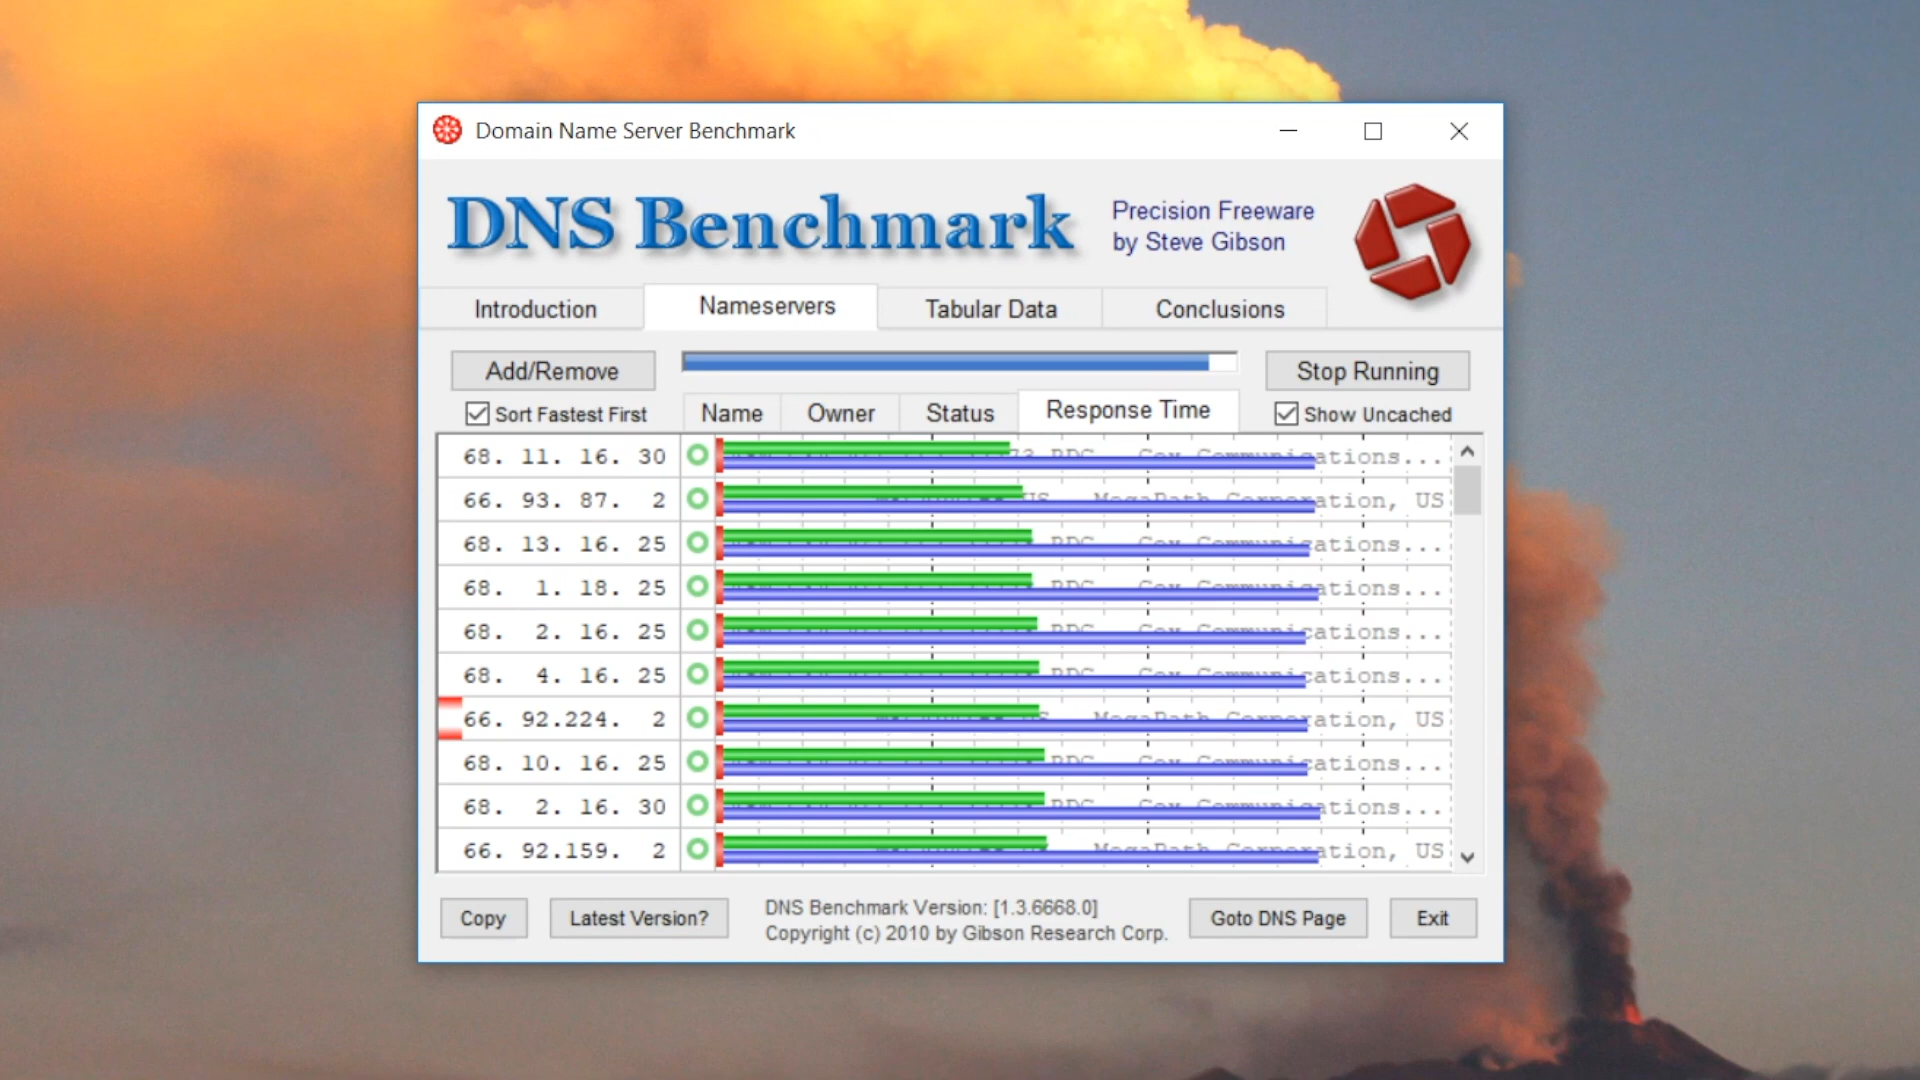 Domain Name Server Benchmark
DNS Benchmark
Precision Freeware
by Steve Gibson
Introduction
Nameservers
Tabular Data
Conclusions
Add/Remove
Stop Running
Sort Fastest First
Name
Owner
Status
Response Time
Show Uncached
68. 11. 16. 30
66. 93. 87.  2 US
68. 13. 16. 25
68.  1. 18. 25
68.  2. 16. 25
68.  4. 16. 25
66. 92.224.  2 US
68. 10. 16. 25
68.  2. 16. 30
66. 92.159.  2 US
Copy
Latest Version?
DNS Benchmark Version: [1.3.6668.0]
Copyright (c) 2010 by Gibson Research Corp.
Goto DNS Page
Exit